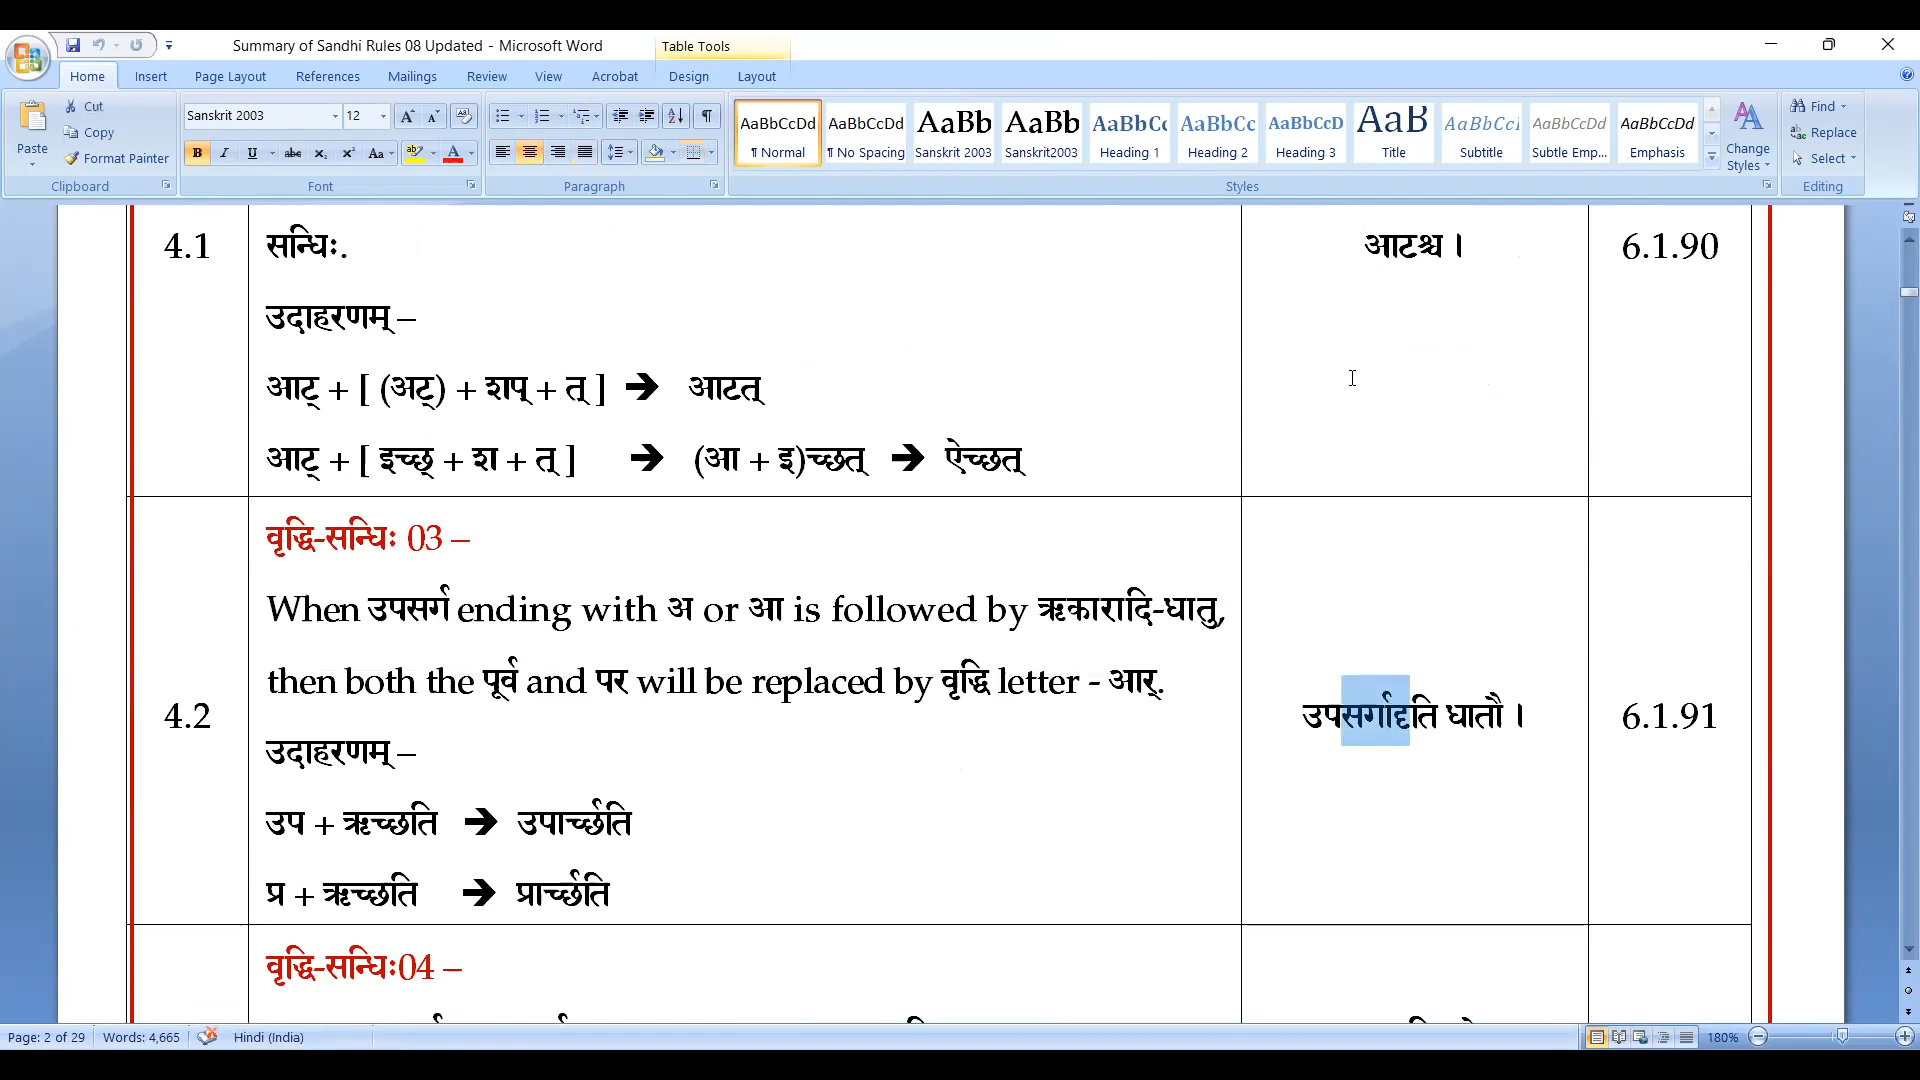 Summary of Sandhi Rules 08 Updated - Microsoft Word
Table Tools
Home Insert Page Layout References Mailings Review View Acrobat Design Layout
Paste
Cut
Copy
Format Painter
Clipboard
Sanskrit 2003 12
Font
Paragraph
AaBbCcDd AaBbCcDd AaBb AaBb AaBbCc AaBbCc AaBbCcD AaB AaBbCcI AaBbCcDd AaBbCcDd
¶ Normal ¶ No Spacing Sanskrit 2003 Sanskrit2003 Heading 1 Heading 2 Heading 3 Title Subtitle Subtle Emp... Emphasis
Change Styles
Styles
Find
Replace
Select
Editing
4.1 सन्धिः. आटश्च । 6.1.90
उदाहरणम् –
आट् + [ (अट्) + शप् + त् ] ➔ आटत्
आट् + [ इच्छ् + श + त् ] ➔ (आ + इ)च्छत् ➔ ऐच्छत्
वृद्धि-सन्धिः 03 –
When उपसर्ग ending with अ or आ is followed by ऋकारादि-धातु,
then both the पूर्व and पर will be replaced by वृद्धि letter - आर्.
4.2 उपसर्गादृति धातौ । 6.1.91
उदाहरणम् –
उप + ऋच्छति ➔ उपार्च्छति
प्र + ऋच्छति ➔ प्रार्च्छति
वृद्धि-सन्धिः04 –
Page: 2 of 29 Words: 4,665 Hindi (India) 180%